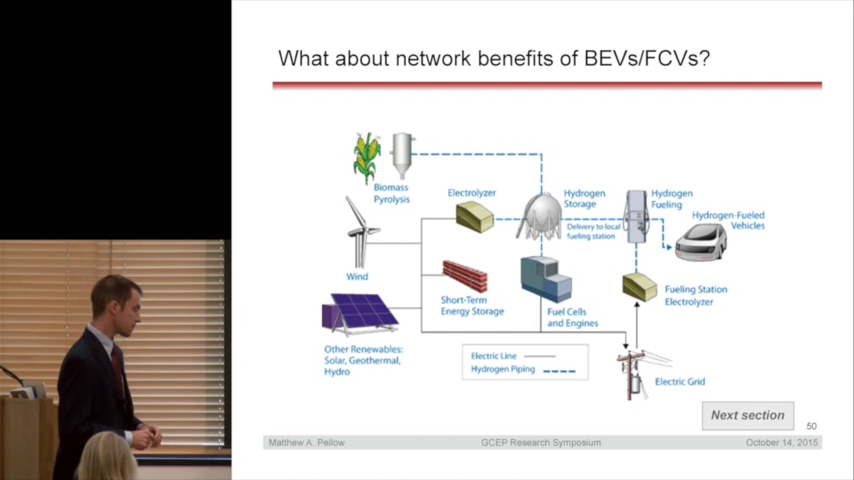 What about network benefits of BEVs/FCVs?
Biomass
Pyrolysis
Electrolyzer
Hydrogen
Storage
Hydrogen
Fueling
Hydrogen-Fueled
Vehicles
Delivery to local
fueling station
Wind
Short-Term
Energy Storage
Fuel Cells
and Engines
Fueling Station
Electrolyzer
Other Renewables:
Solar, Geothermal,
Hydro
Electric Line
Hydrogen Piping
Electric Grid
Next section
50
Matthew A. Pellow
GCEP Research Symposium
October 14, 2015